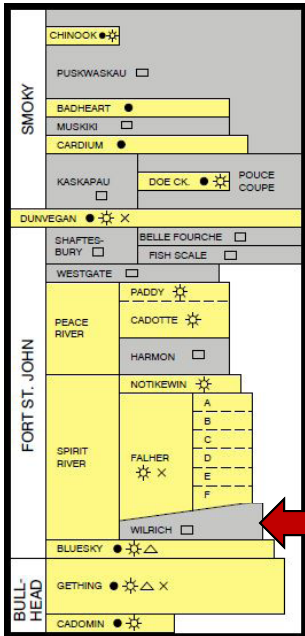 SMOKY
CHINOOK
PUSKWASKAU
BADHEART
MUSKIKI
CARDIUM
KASKAPAU
DOE CK.
POUCE
COUPE
DUNVEGAN
FORT ST. JOHN
SHAFTES-
BURY
BELLE FOURCHE
FISH SCALE
WESTGATE
PEACE
RIVER
PADDY
CADOTTE
HARMON
SPIRIT
RIVER
NOTIKEWIN
FALHER
A
B
C
D
E
F
WILRICH
BLUESKY
BULL-
HEAD
GETHING
CADOMIN